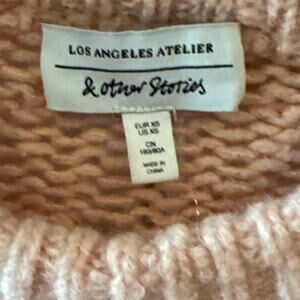 LOS ANGELES ATELIER
& Other Stories
EUR XS
US XS
CN
160/80A
MADE IN
CHINA